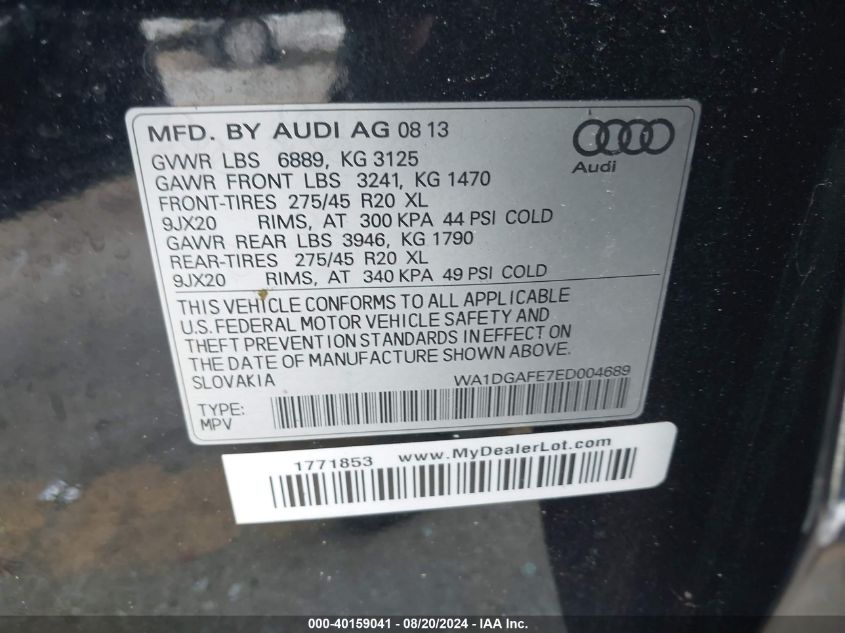 MFD. BY AUDI AG 08 13
Audi
GVWR LBS 6889, KG 3125
GAWR FRONT LBS 3241, KG 1470
FRONT-TIRES 275/45 R20 XL
9JX20 RIMS, AT 300 KPA 44 PSI COLD
GAWR REAR LBS 3946, KG 1790
REAR-TIRES 275/45 R20 XL
9JX20 RIMS, AT 340 KPA 49 PSI COLD
THIS VEHICLE CONFORMS TO ALL APPLICABLE
U.S. FEDERAL MOTOR VEHICLE SAFETY AND
THEFT PREVENTION STANDARDS IN EFFECT ON
THE DATE OF MANUFACTURE SHOWN ABOVE.
SLOVAKIA WA1DGAFE7ED004689
TYPE:
MPV
1771853 www.MyDealerLot.com
000-40159041 - 08/20/2024 - IAA Inc.